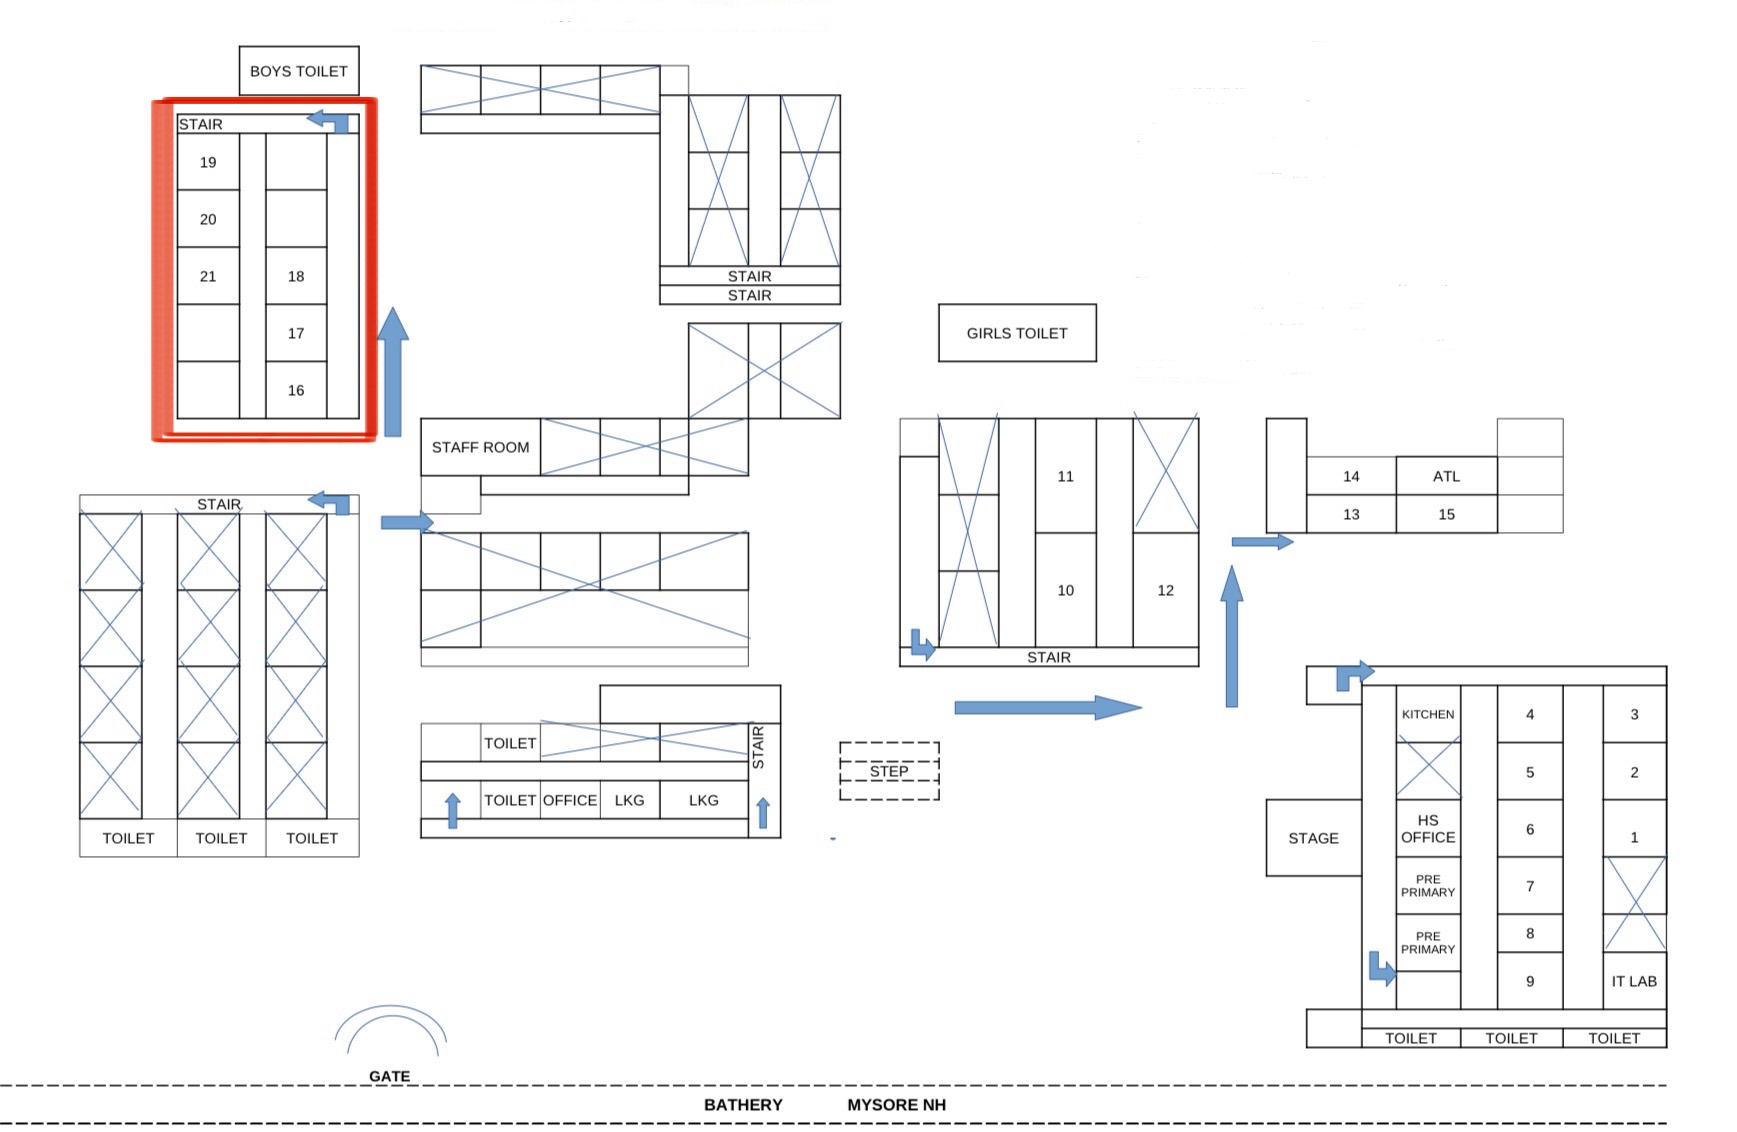 BOYS TOILET
STAIR
19
20
21
18
17
16
STAIR
TOILET
TOILET
TOILET
STAIR
STAIR
STAFF ROOM
TOILET
STAIR
TOILET
OFFICE
LKG
LKG
STEP
GIRLS TOILET
11
10
12
STAIR
14
ATL
13
15
KITCHEN
4
3
5
2
STAGE
HS
OFFICE
6
1
PRE
PRIMARY
7
PRE
PRIMARY
8
9
IT LAB
TOILET
TOILET
TOILET
GATE
BATHERY MYSORE NH